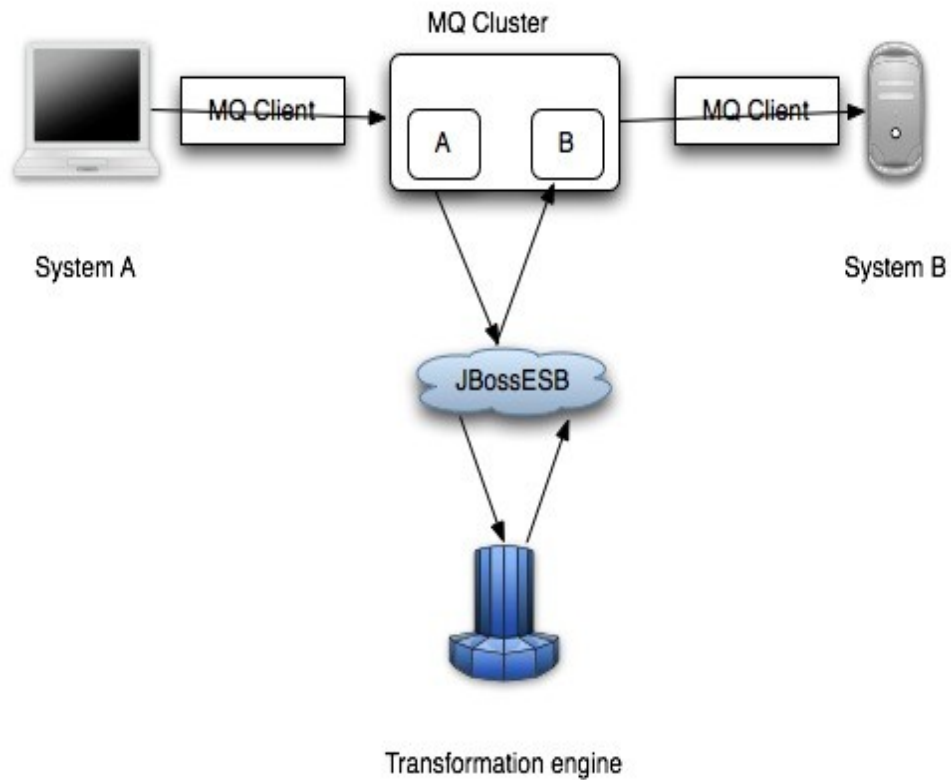 MQ Cluster
MQ Client
A
B
MQ Client
System A
System B
JBossESB
Transformation engine